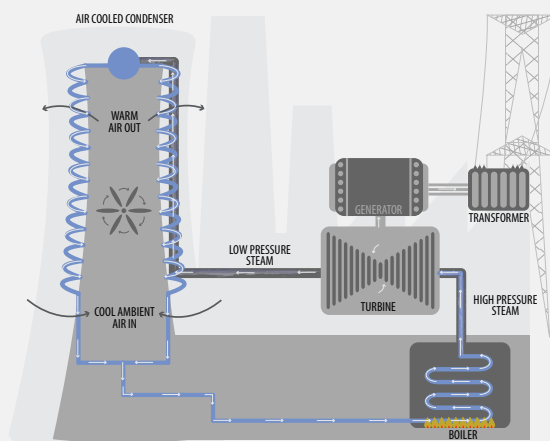 AIR COOLED CONDENSER
WARM
AIR OUT
GENERATOR
TRANSFORMER
LOW PRESSURE
STEAM
TURBINE
HIGH PRESSURE
STEAM
COOL AMBIENT
AIR IN
BOILER